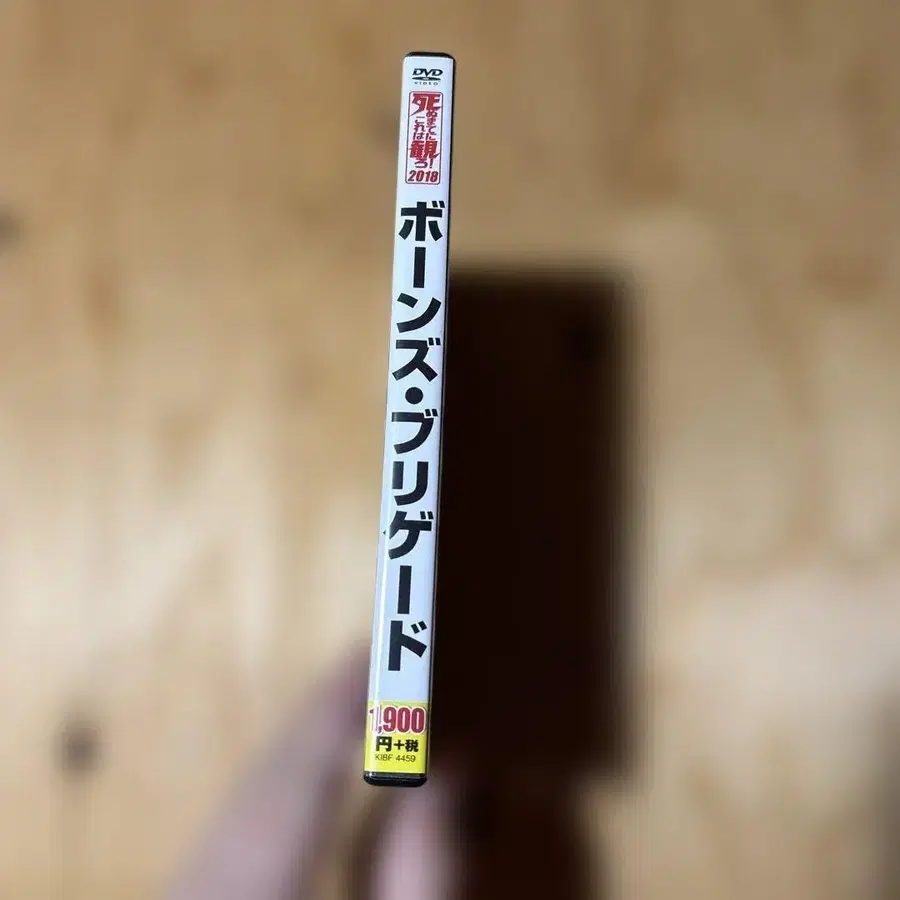 DVD
VIDEO
死ぬまでに
これは観ろ!
2018
ボーンズ・ブリゲード
1,900
円+税
KIBF 4459